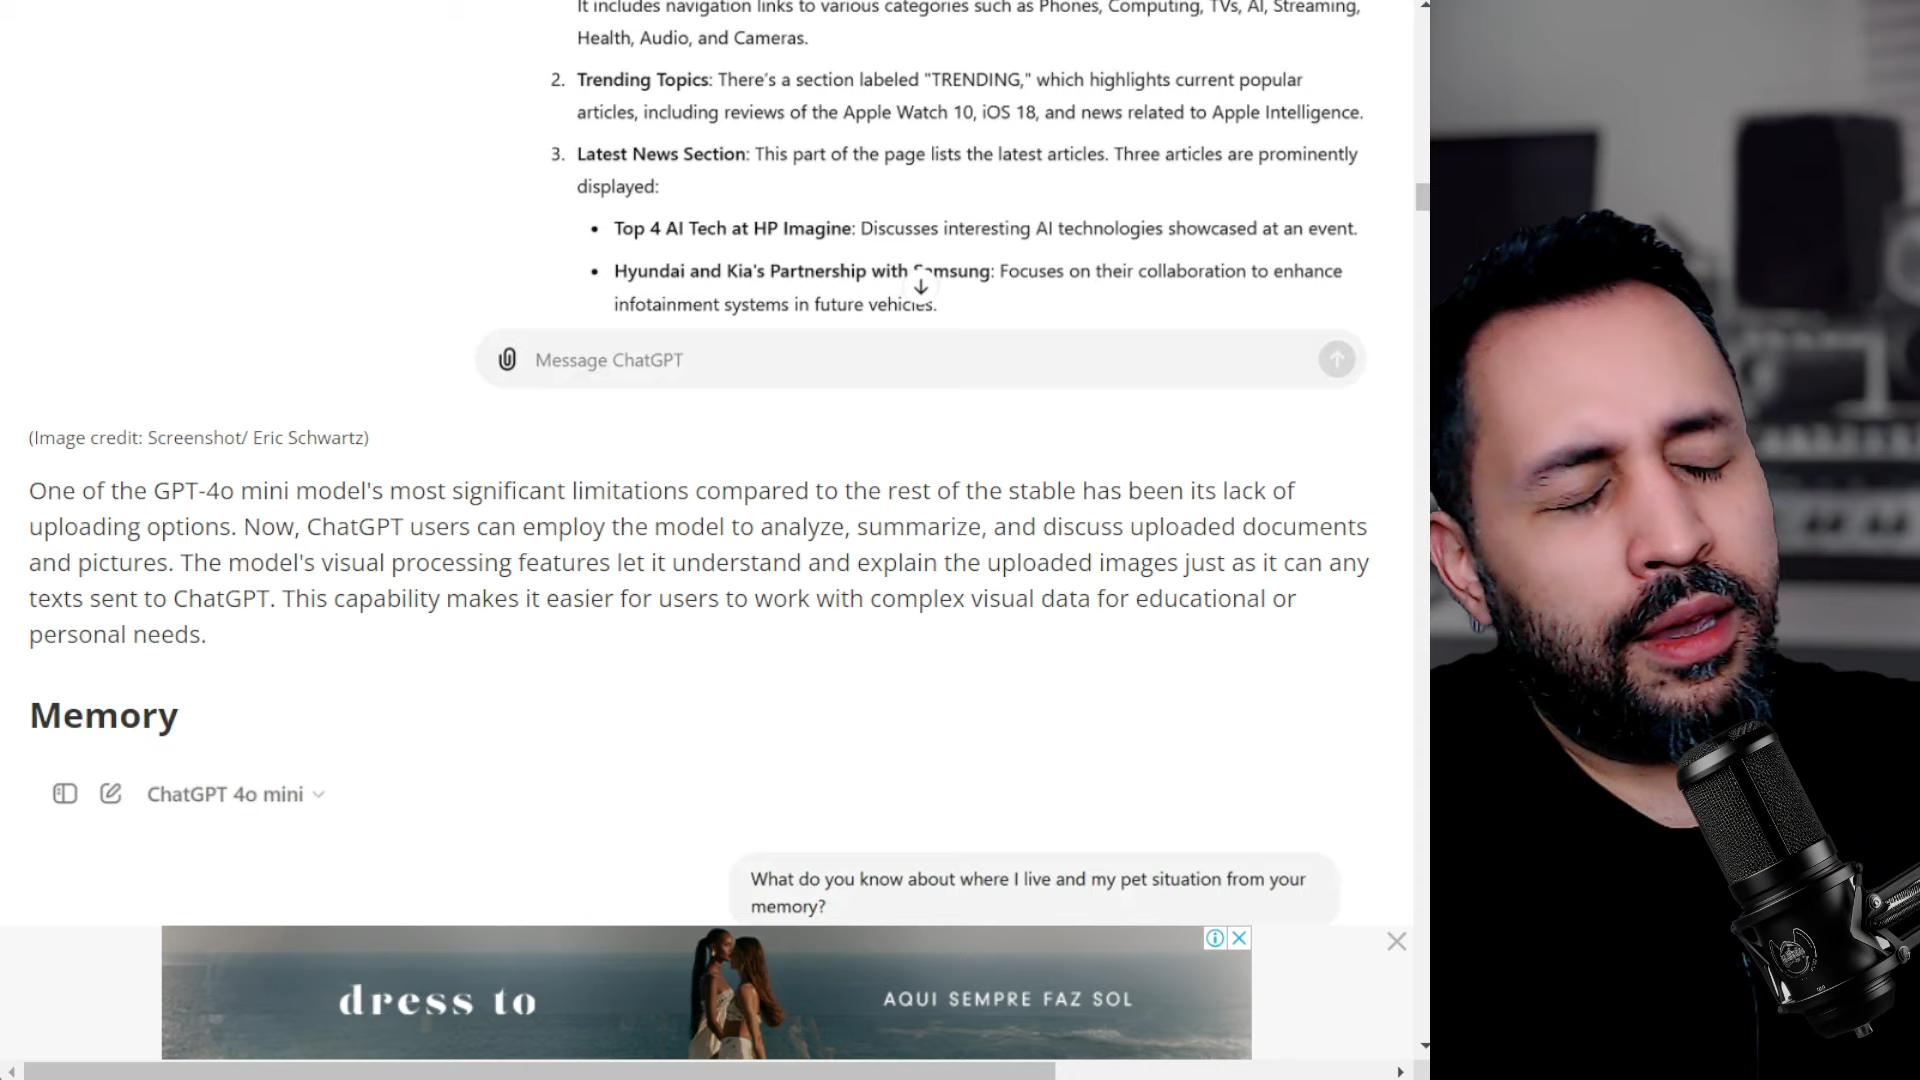 It includes navigation links to various categories such as Phones, Computing, TVs, AI, Streaming,
Health, Audio, and Cameras.
2. Trending Topics: There's a section labeled "TRENDING," which highlights current popular
articles, including reviews of the Apple Watch 10, iOS 18, and news related to Apple Intelligence.
3. Latest News Section: This part of the page lists the latest articles. Three articles are prominently
displayed:
• Top 4 AI Tech at HP Imagine: Discusses interesting AI technologies showcased at an event.
• Hyundai and Kia's Partnership with Samsung: Focuses on their collaboration to enhance
infotainment systems in future vehicles.
Message ChatGPT
(Image credit: Screenshot/ Eric Schwartz)
One of the GPT-4o mini model's most significant limitations compared to the rest of the stable has been its lack of
uploading options. Now, ChatGPT users can employ the model to analyze, summarize, and discuss uploaded documents
and pictures. The model's visual processing features let it understand and explain the uploaded images just as it can any
texts sent to ChatGPT. This capability makes it easier for users to work with complex visual data for educational or
personal needs.
Memory
ChatGPT 4o mini
What do you know about where I live and my pet situation from your
memory?
dress to
AQUI SEMPRE FAZ SOL